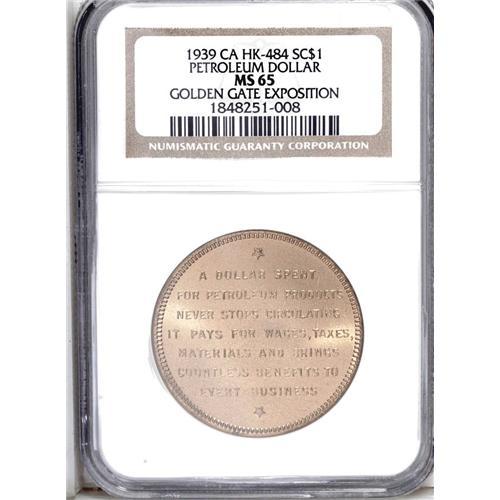 1939 CA HK-484 SC$1
PETROLEUM DOLLAR
MS 65
GOLDEN GATE EXPOSITION
1848251-008
NUMISMATIC GUARANTY CORPORATION
A DOLLAR SPENT
FOR PETROLEUM PRODUCTS
NEVER STOPS CIRCULATING
IT PAYS FOR WAGES, TAXES,
MATERIALS AND BRINGS
COUNTLESS BENEFITS TO
EVERY BUSINESS